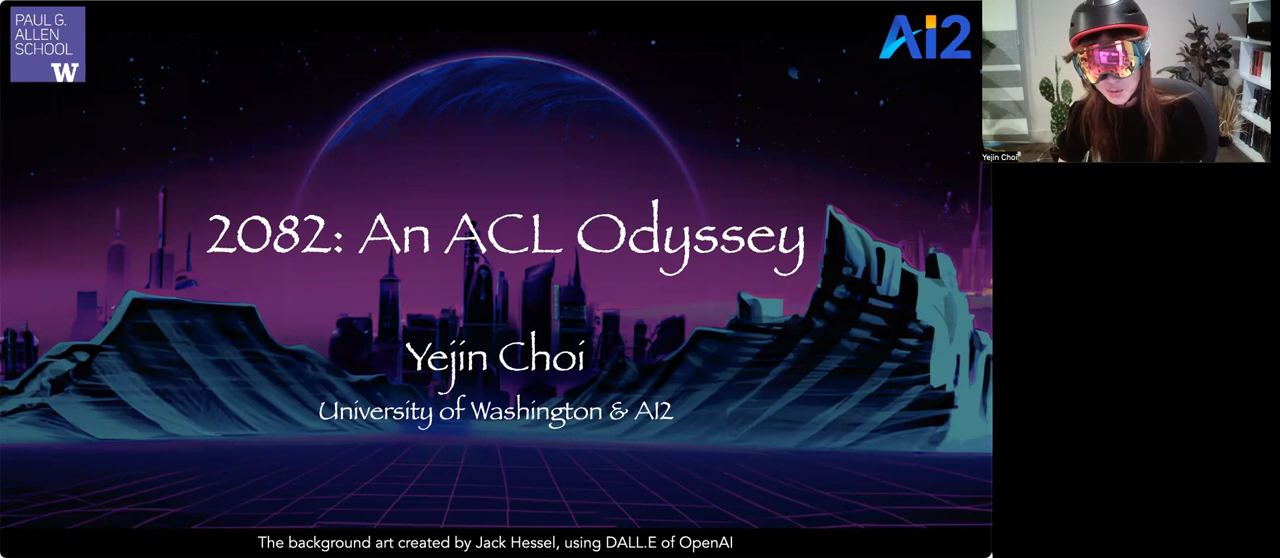 PAUL G.
ALLEN
SCHOOL
W
AI2
Yejin Choi
2082: An ACL Odyssey
Yejin Choi
University of Washington & AI2
The background art created by Jack Hessel, using DALL.E of OpenAI